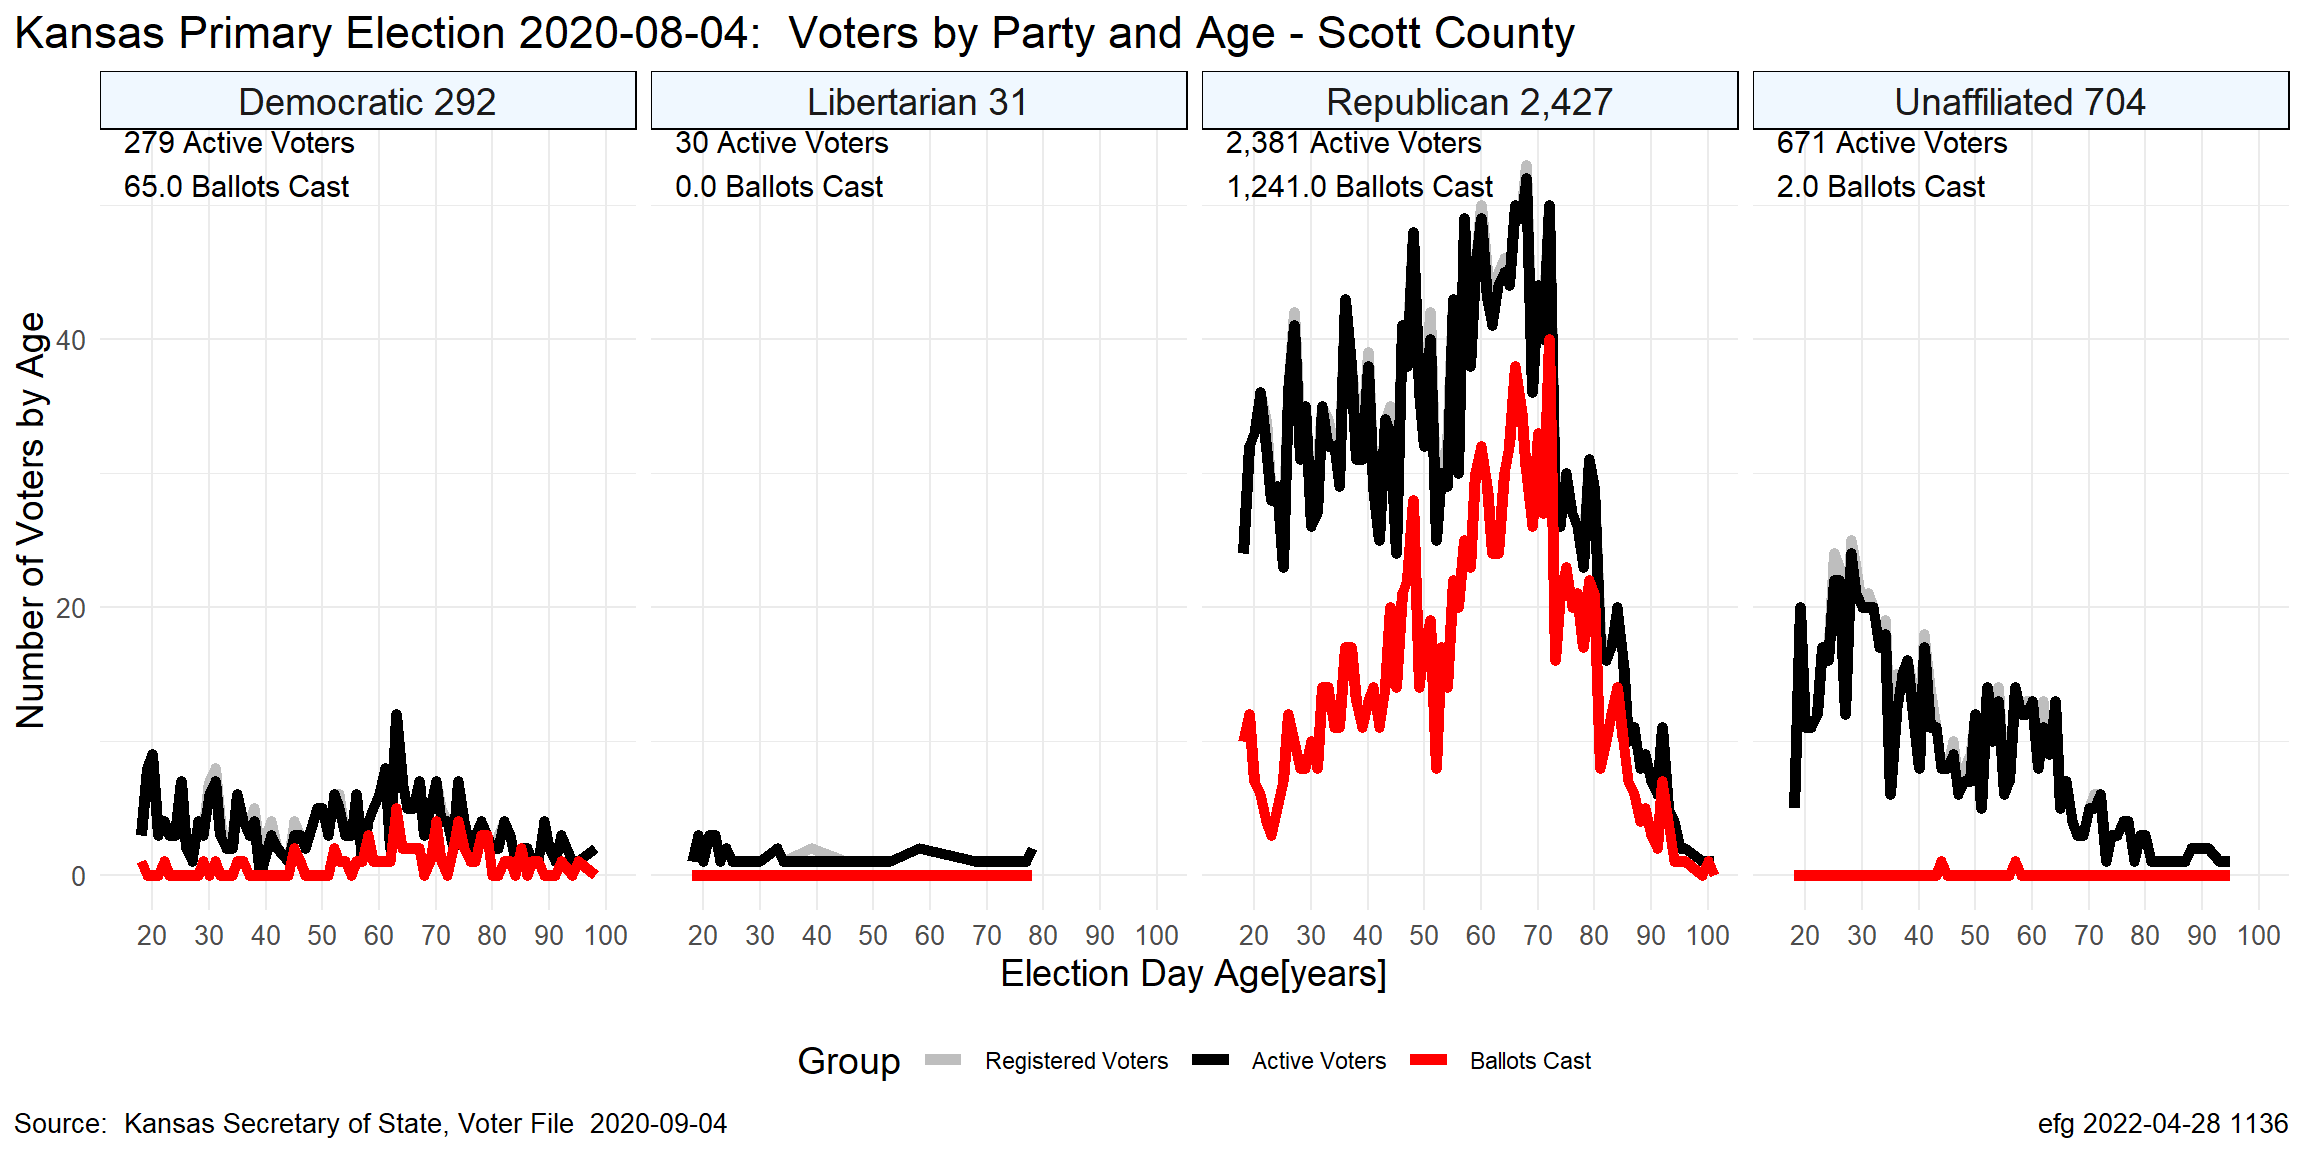 Kansas Primary Election 2020-08-04:  Voters by Party and Age - Scott County
Democratic 292
Libertarian 31
Republican 2,427
Unaffiliated 704
279 Active Voters
65.0 Ballots Cast
30 Active Voters
0.0 Ballots Cast
2,381 Active Voters
1,241.0 Ballots Cast
671 Active Voters
2.0 Ballots Cast
Number of Voters by Age
40
20
0
20 30 40 50 60 70 80 90 100
20 30 40 50 60 70 80 90 100
20 30 40 50 60 70 80 90 100
20 30 40 50 60 70 80 90 100
Election Day Age[years]
Group Registered Voters Active Voters Ballots Cast
Source:  Kansas Secretary of State, Voter File  2020-09-04
efg 2022-04-28 1136